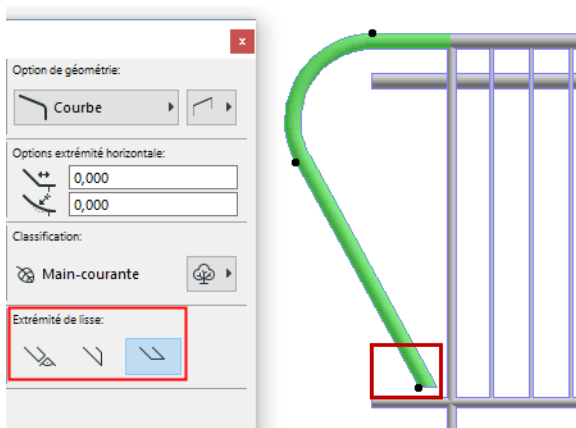 x
Option de géométrie:
Courbe
Options extrémité horizontale:
0,000
0,000
Classification:
Main-courante
Extrémité de lisse: